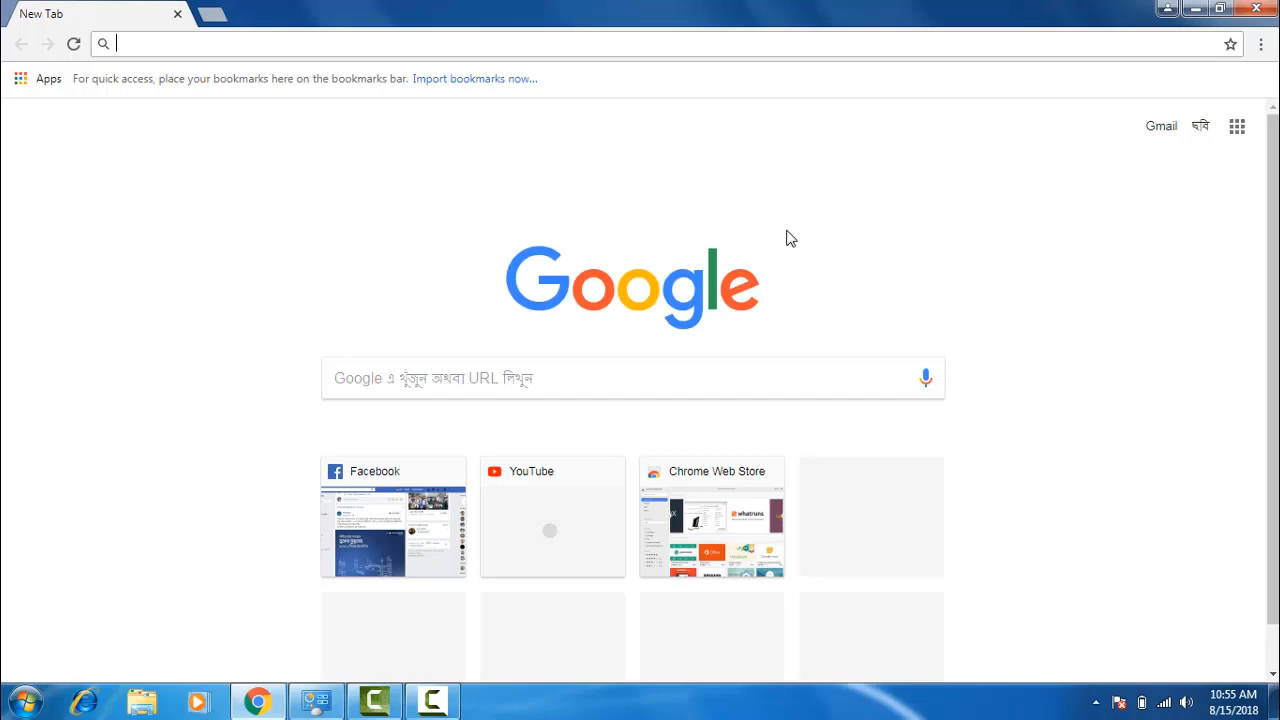 New Tab
Apps For quick access, place your bookmarks here on the bookmarks bar. Import bookmarks now...
Gmail ছবি
Google
Google এ খুঁজুন অথবা URL লিখুন
Facebook YouTube Chrome Web Store
whatruns
10:55 AM
8/15/2018